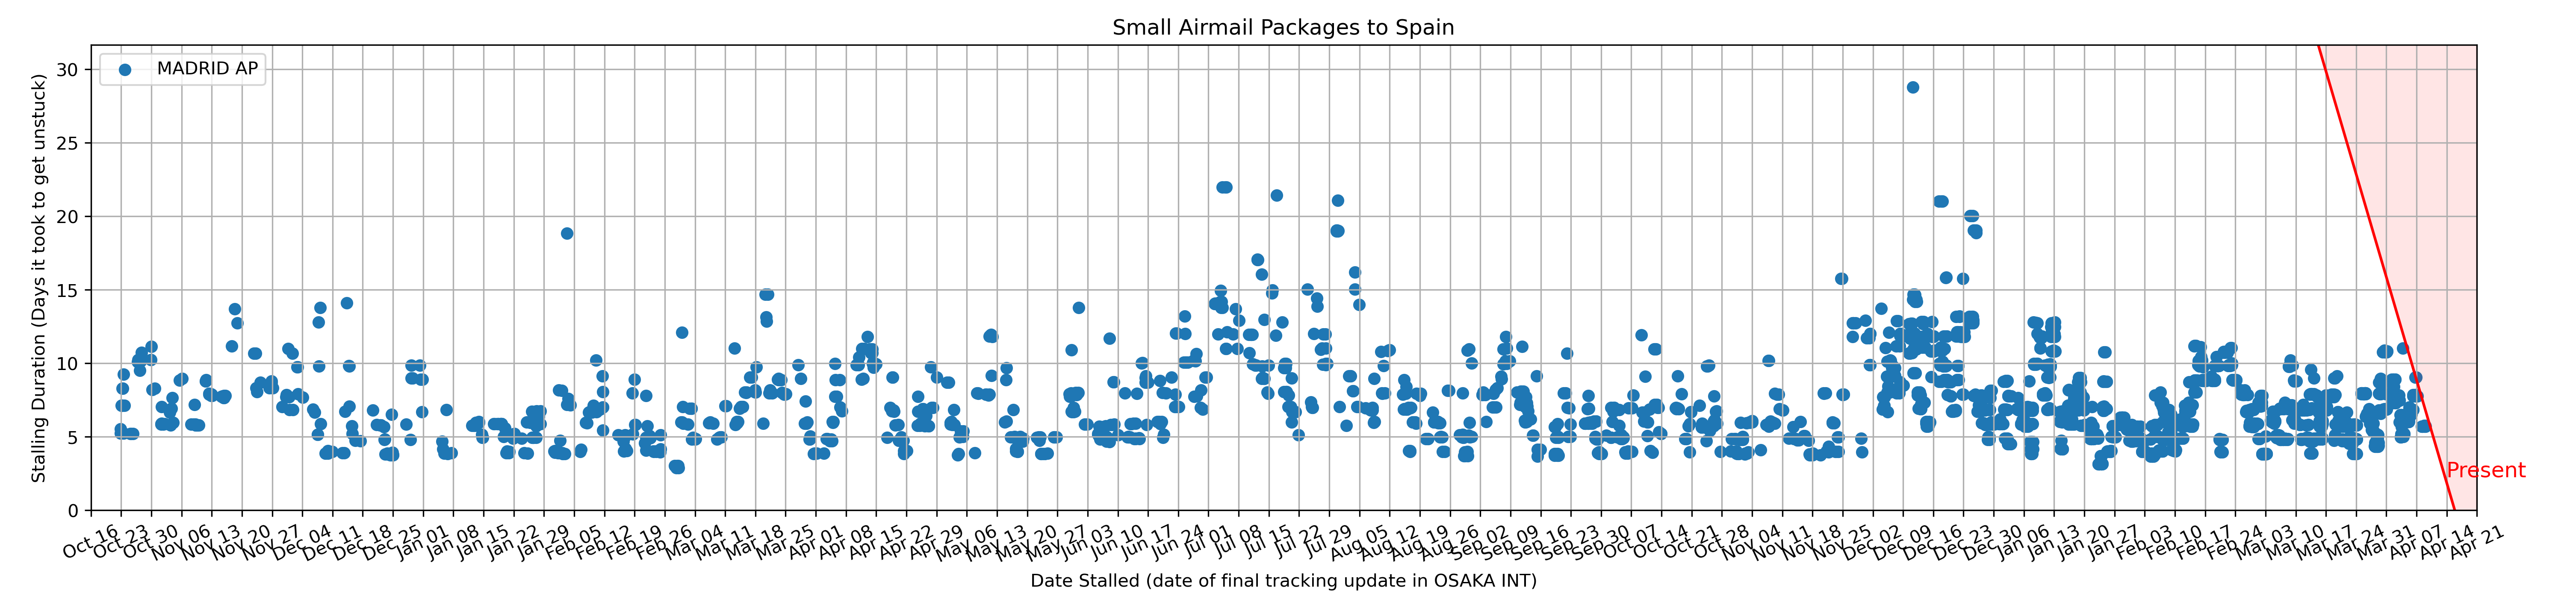 Small Airmail Packages to Spain
MADRID AP
Stalling Duration (Days it took to get unstuck)
30
25
20
15
10
5
0
Present
Oct 16
Oct 23
Oct 30
Nov 06
Nov 13
Nov 20
Nov 27
Dec 04
Dec 11
Dec 18
Dec 25
Jan 01
Jan 08
Jan 15
Jan 22
Jan 29
Feb 05
Feb 12
Feb 19
Feb 26
Mar 04
Mar 11
Mar 18
Mar 25
Apr 01
Apr 08
Apr 15
Apr 22
Apr 29
May 06
May 13
May 20
May 27
Jun 03
Jun 10
Jun 17
Jun 24
Jul 01
Jul 08
Jul 15
Jul 22
Jul 29
Aug 05
Aug 12
Aug 19
Aug 26
Sep 02
Sep 09
Sep 16
Sep 23
Sep 30
Oct 07
Oct 14
Oct 21
Oct 28
Nov 04
Nov 11
Nov 18
Nov 25
Dec 02
Dec 09
Dec 16
Dec 23
Dec 30
Jan 06
Jan 13
Jan 20
Jan 27
Feb 03
Feb 10
Feb 17
Feb 24
Mar 03
Mar 10
Mar 17
Mar 24
Mar 31
Apr 07
Apr 14
Apr 21
Date Stalled (date of final tracking update in OSAKA INT)